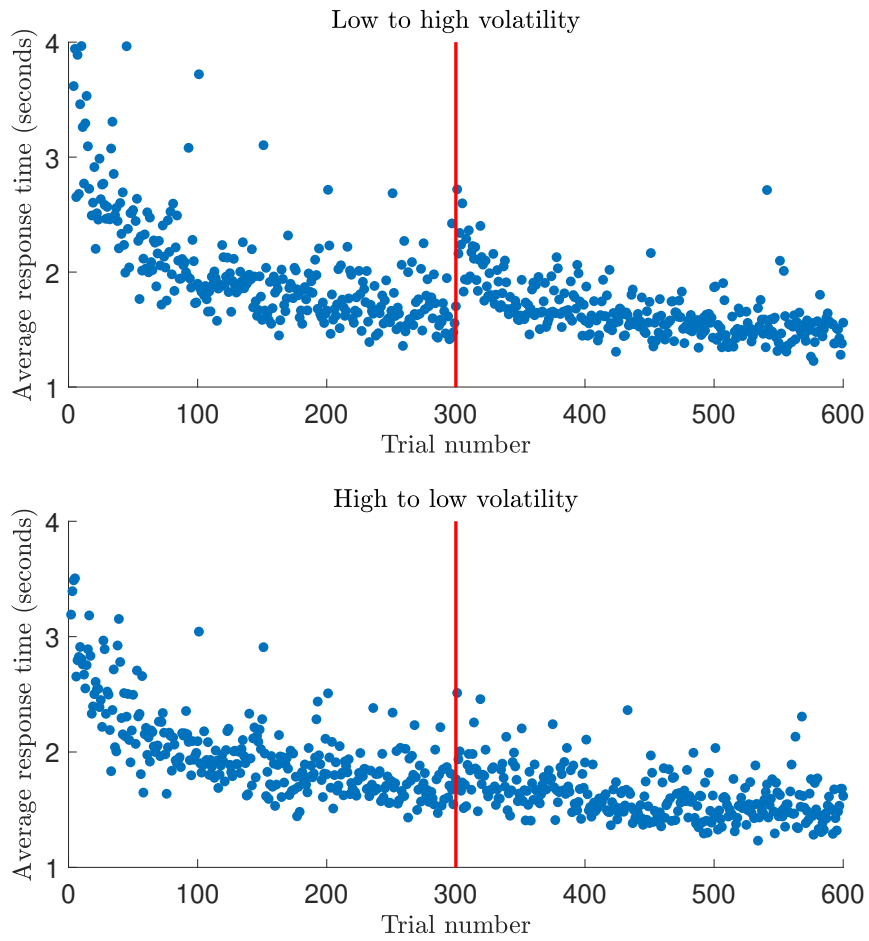 Low to high volatility
Average response time (seconds)
4
3
2
1
0 100 200 300 400 500 600
Trial number
High to low volatility
Average response time (seconds)
4
3
2
1
0 100 200 300 400 500 600
Trial number